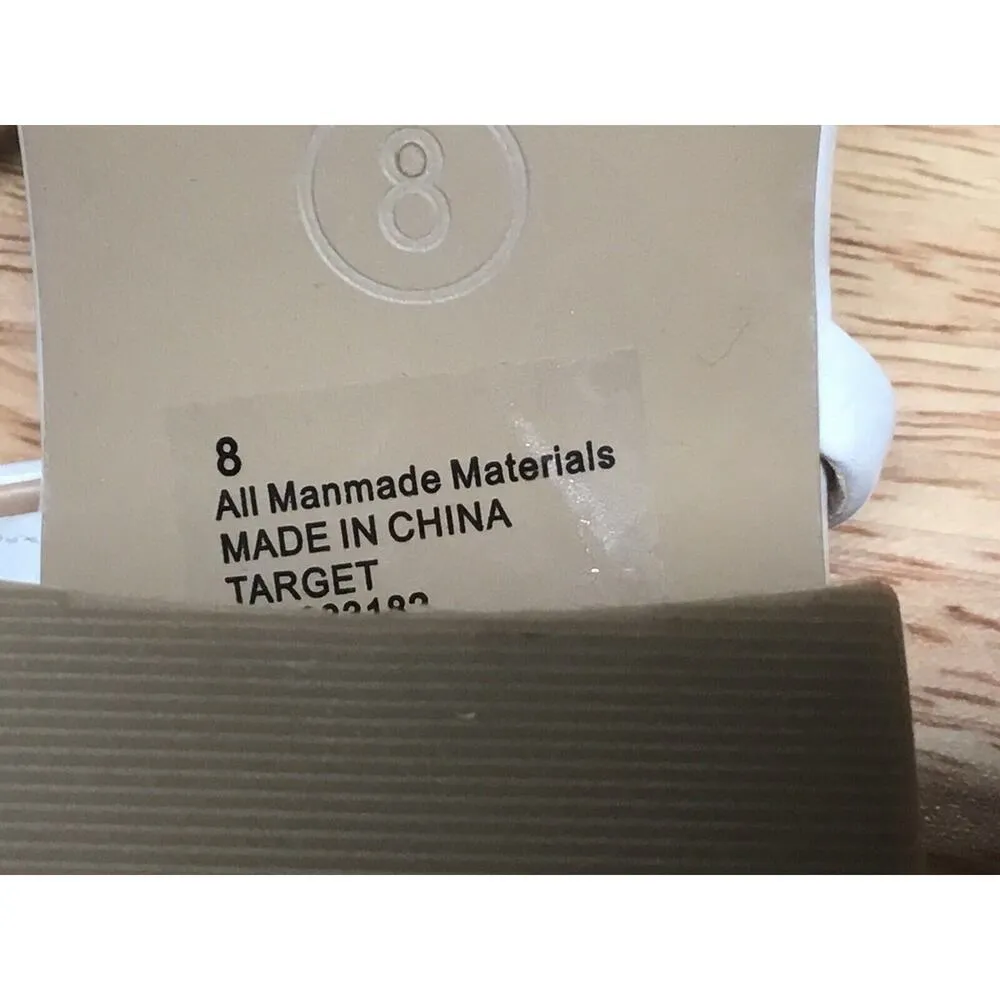 8
8
All Manmade Materials
MADE IN CHINA
TARGET